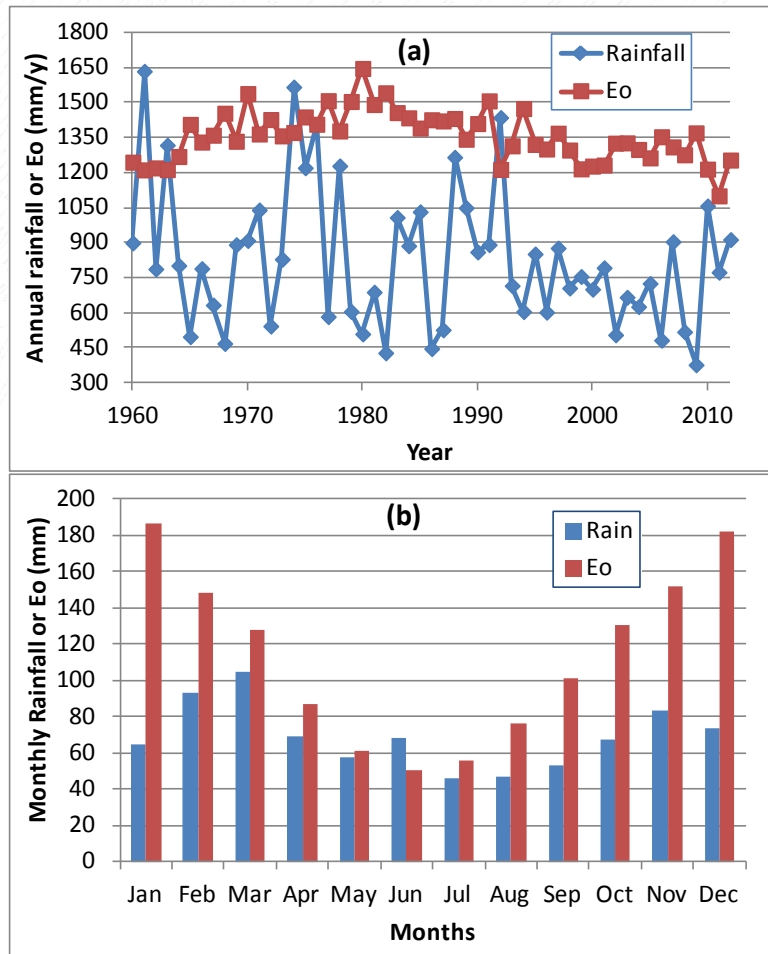 (a)
Rainfall
Eo
Annual rainfall or Eo (mm/y)
1800
1650
1500
1350
1200
1050
900
750
600
450
300
1960 1970 1980 1990 2000 2010
Year
(b)
Rain
Eo
Monthly Rainfall or Eo (mm)
200
180
160
140
120
100
80
60
40
20
0
Jan Feb Mar Apr May Jun Jul Aug Sep Oct Nov Dec
Months